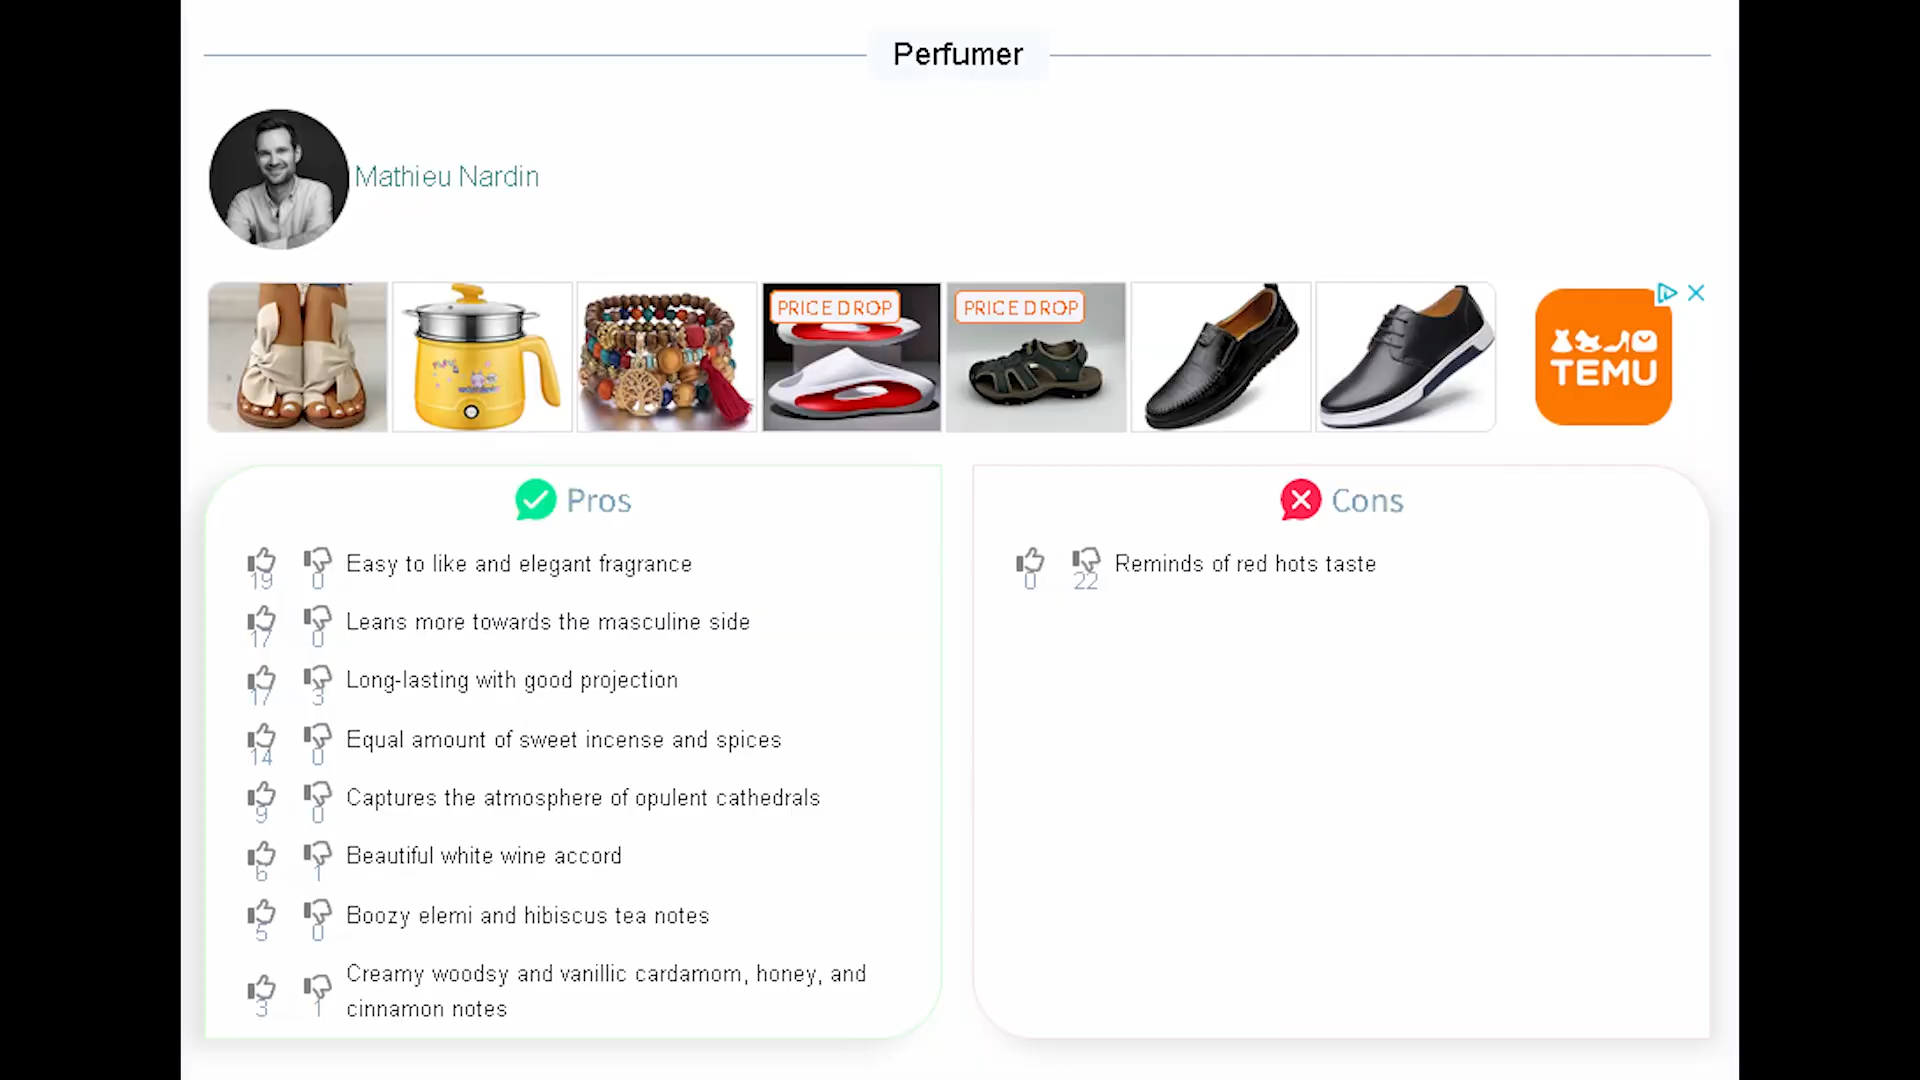 Perfumer
Mathieu Nardin
PRICE DROP
PRICE DROP
TEMU
Pros
19 0 Easy to like and elegant fragrance
17 0 Leans more towards the masculine side
17 3 Long-lasting with good projection
14 0 Equal amount of sweet incense and spices
9 0 Captures the atmosphere of opulent cathedrals
6 1 Beautiful white wine accord
5 0 Boozy elemi and hibiscus tea notes
3 1 Creamy woodsy and vanillic cardamom, honey, and
cinnamon notes
Cons
0 22 Reminds of red hots taste